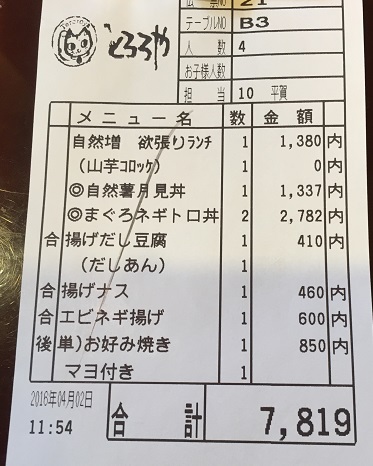 とろろや
伝票NO 21
テーブルNO B3
人数 4
お子様人数
担当 10 平賀
メニュー名 数 金額
自然増 欲張りランチ 1 1,380 内
(山芋コロッケ) 1 0 内
◎自然薯月見丼 1 1,337 内
◎まぐろネギトロ丼 2 2,782 内
合 揚げだし豆腐 1 410 内
(だしあん) 1
合 揚げナス 1 460 内
合 エビネギ揚げ 1 600 内
後 単)お好み焼き 1 850 内
マヨ付き 1
2016年04月02日
11:54
合計 7,819